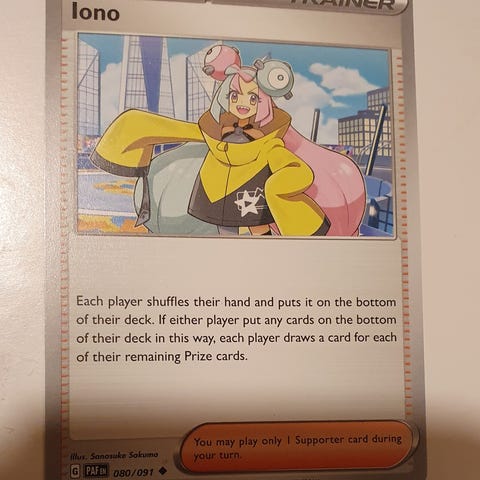 TRAINER
Iono
Each player shuffles their hand and puts it on the bottom
of their deck. If either player put any cards on the bottom
of their deck in this way, each player draws a card for each
of their remaining Prize cards.
You may play only 1 Supporter card during
your turn.
Illus. Sanosuke Sakuma
G PAF EN 080/091